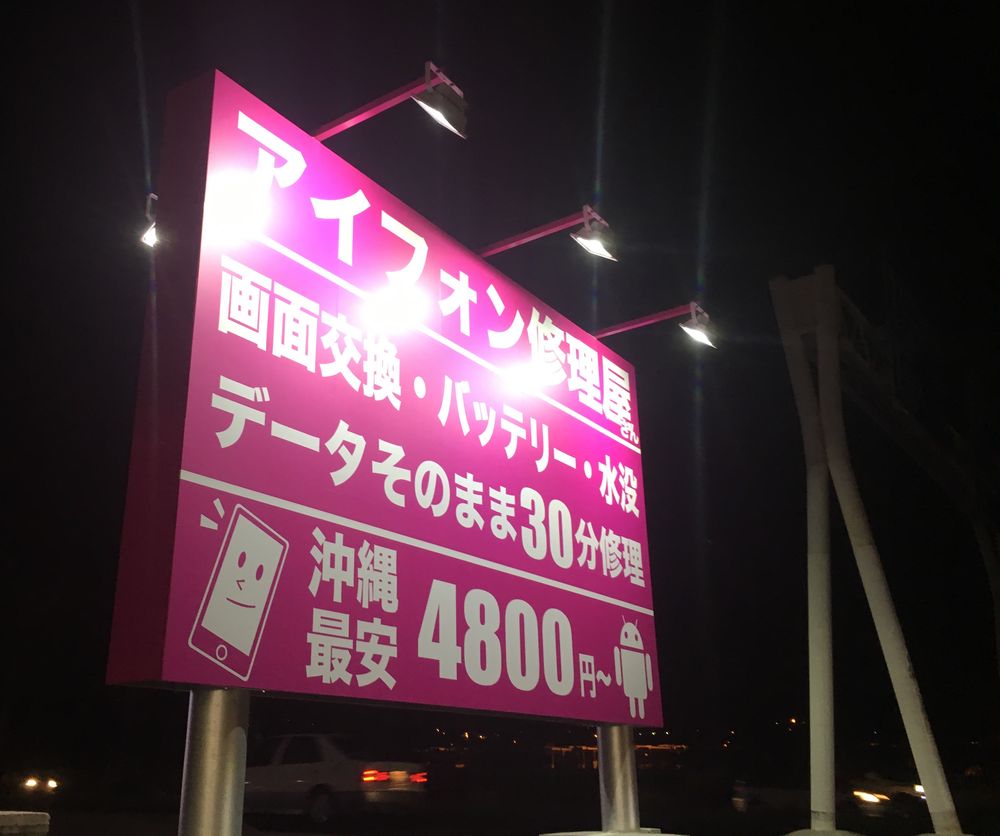 アイフォン修理屋さん
画面交換・バッテリー・水没
データそのまま30分修理
沖縄
最安
4800円~